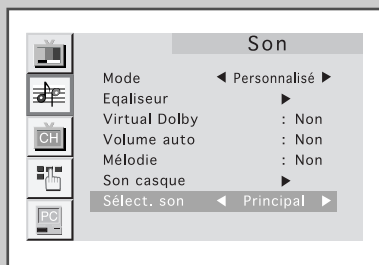 Son
Mode ◀ Personnalisé ▶
Eqaliseur ▶
Virtual Dolby : Non
Volume auto : Non
Mélodie : Non
Son casque ▶
Sélect. son ◀ Principal ▶
CH
PC